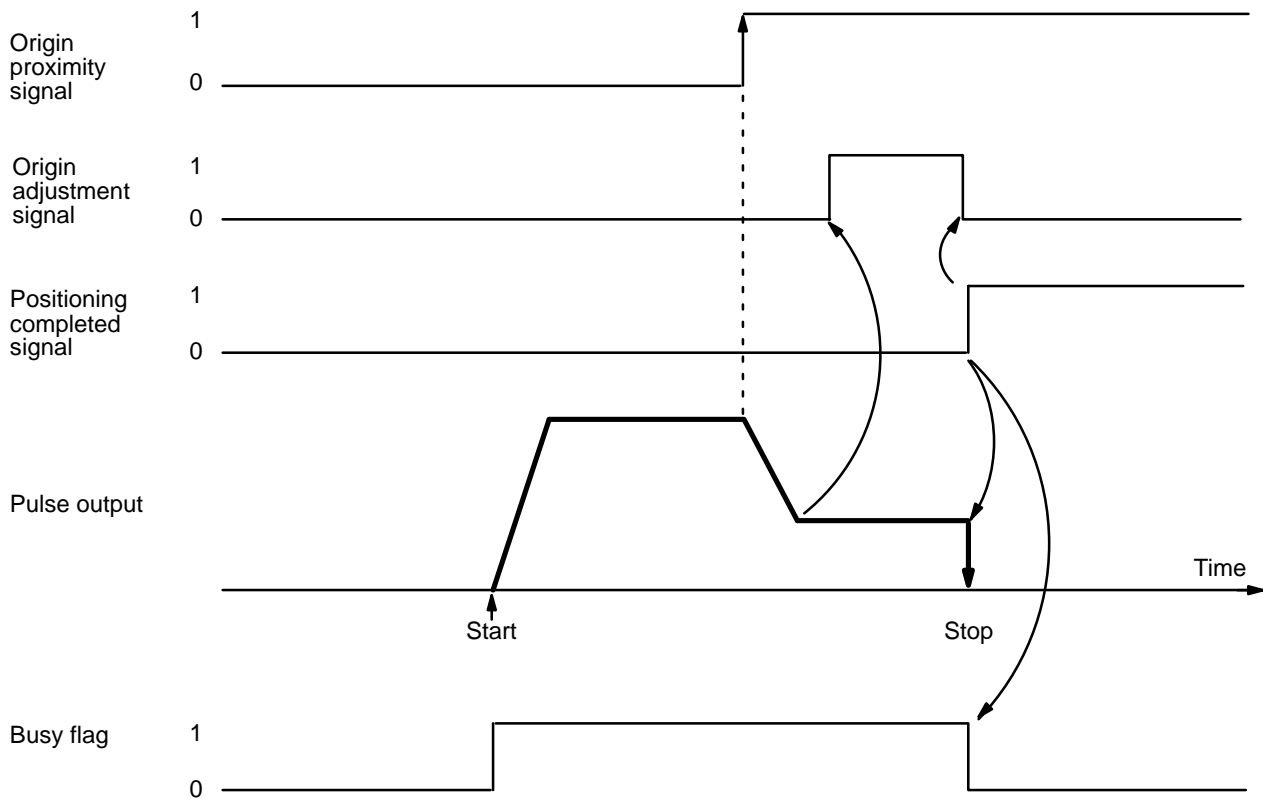 Origin
proximity
signal
1
0
Origin
adjustment
signal
1
0
Positioning
completed
signal
1
0
Pulse output
Time
Start
Stop
Busy flag
1
0